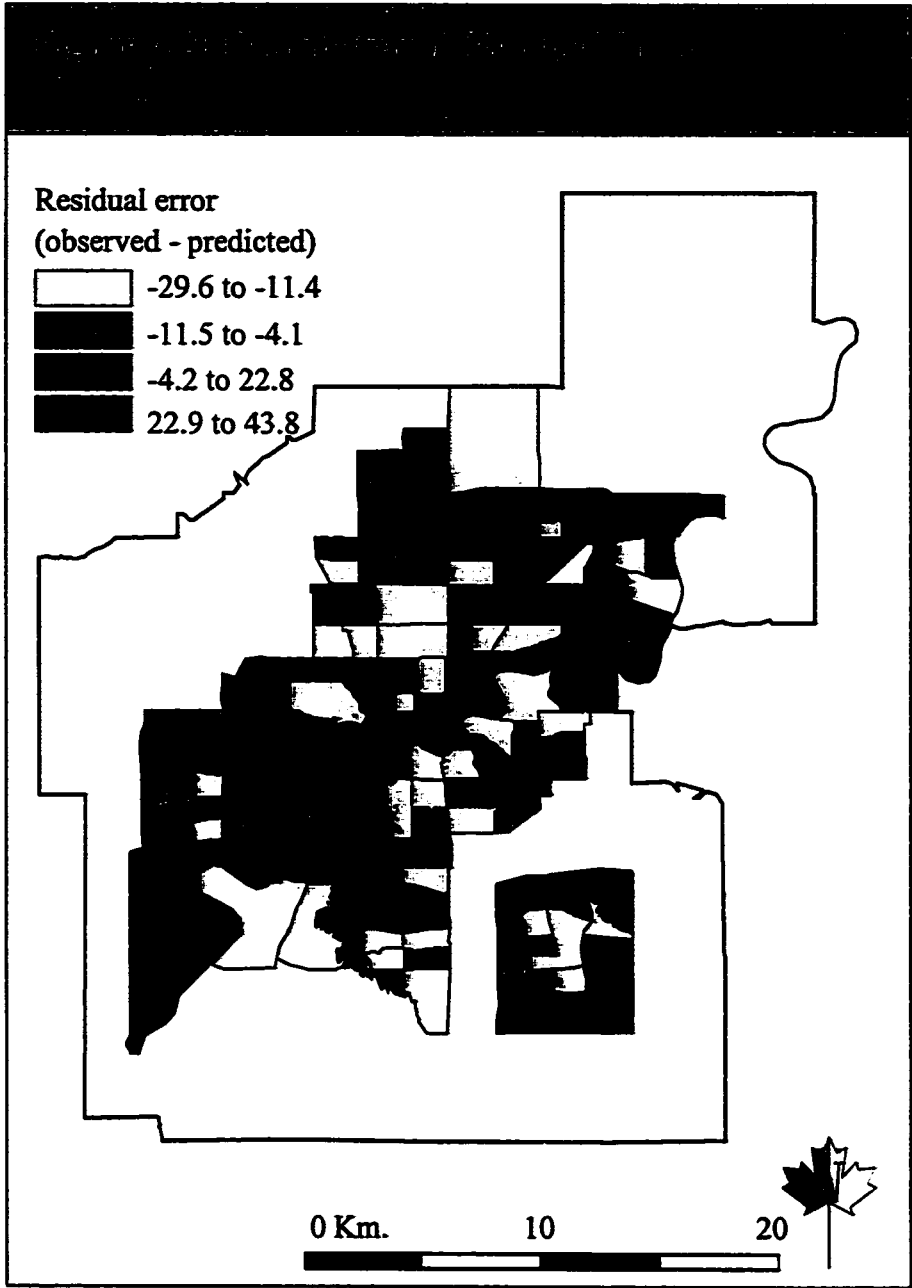 Residual error
(observed - predicted)
-29.6 to -11.4
-11.5 to -4.1
-4.2 to 22.8
22.9 to 43.8
0 Km. 10 20